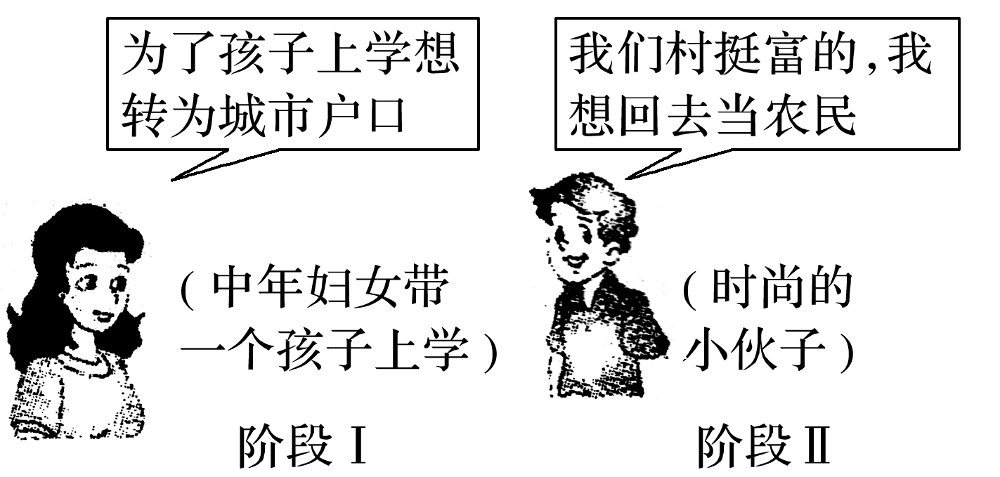 为了孩子上学想
转为城市户口
我们村挺富的,我
想回去当农民
(中年妇女带
一个孩子上学)
(时尚的
小伙子)
阶段Ⅰ
阶段Ⅱ